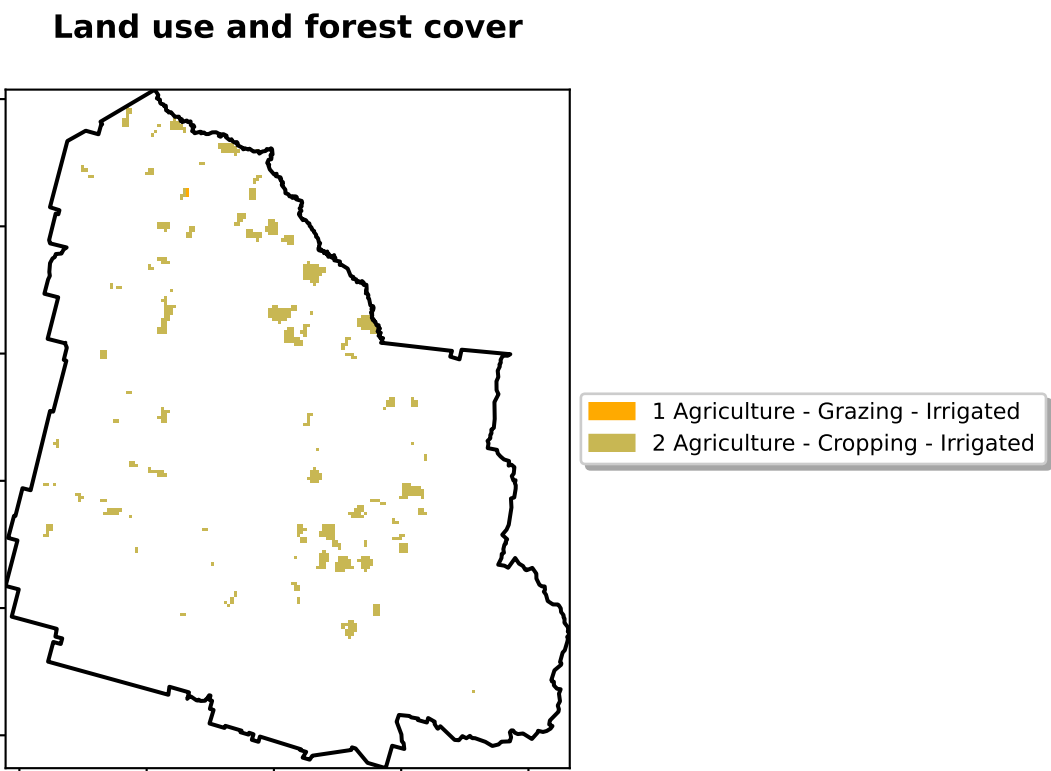 Land use and forest cover
1 Agriculture - Grazing - Irrigated
2 Agriculture - Cropping - Irrigated